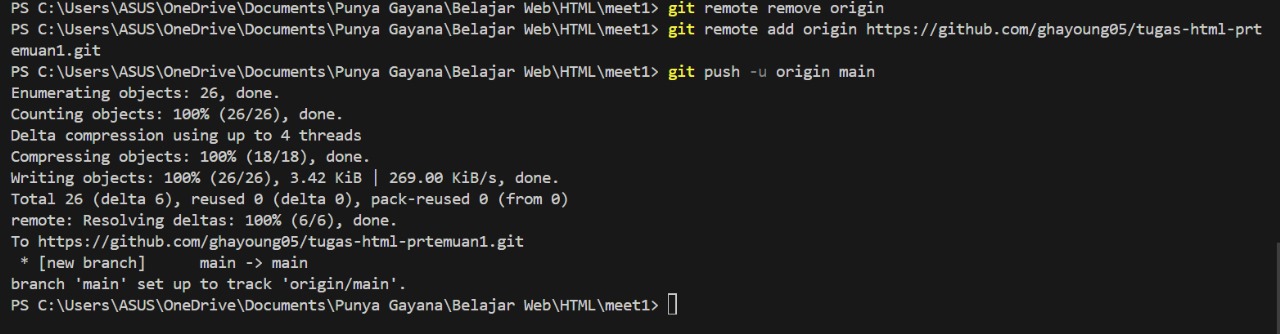 PS C:\Users\ASUS\OneDrive\Documents\Punya Gayana\Belajar Web\HTML\meet1> git remote remove origin
PS C:\Users\ASUS\OneDrive\Documents\Punya Gayana\Belajar Web\HTML\meet1> git remote add origin https://github.com/ghayoung05/tugas-html-prt
emuan1.git
PS C:\Users\ASUS\OneDrive\Documents\Punya Gayana\Belajar Web\HTML\meet1> git push -u origin main
Enumerating objects: 26, done.
Counting objects: 100% (26/26), done.
Delta compression using up to 4 threads
Compressing objects: 100% (18/18), done.
Writing objects: 100% (26/26), 3.42 KiB | 269.00 KiB/s, done.
Total 26 (delta 6), reused 0 (delta 0), pack-reused 0 (from 0)
remote: Resolving deltas: 100% (6/6), done.
To https://github.com/ghayoung05/tugas-html-prtemuan1.git
 * [new branch]      main -> main
branch 'main' set up to track 'origin/main'.
PS C:\Users\ASUS\OneDrive\Documents\Punya Gayana\Belajar Web\HTML\meet1>